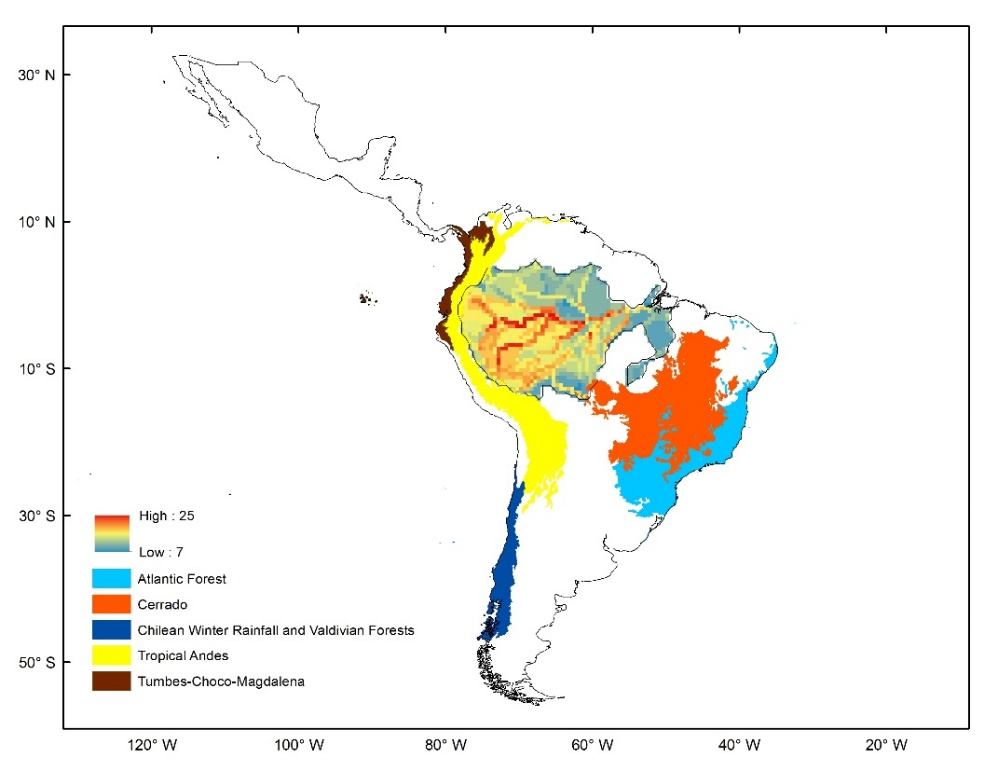 30° N
10° N
10° S
30° S
50° S
High : 25
Low : 7
Atlantic Forest
Cerrado
Chilean Winter Rainfall and Valdivian Forests
Tropical Andes
Tumbes-Choco-Magdalena
120° W 100° W 80° W 60° W 40° W 20° W